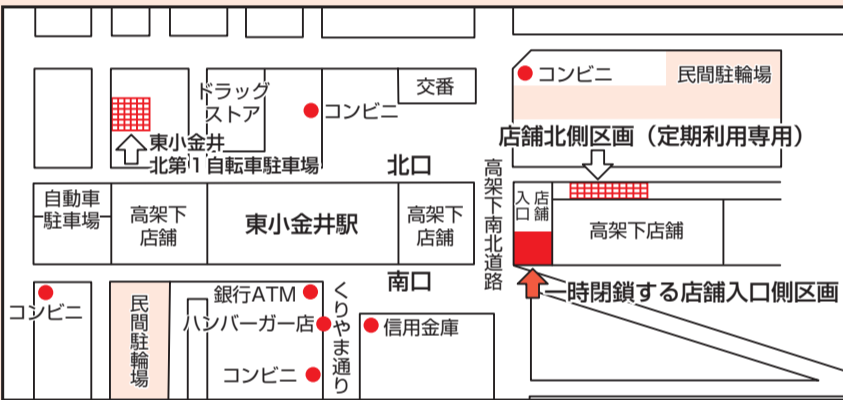 コンビニ
民間駐輪場
ドラッグ
ストア
交番
コンビニ
店舗北側区画（定期利用専用）
東小金井
北第１自転車駐車場
北口
高架下南北道路
自動車
駐車場
高架下
店舗
東小金井駅
高架下
店舗
店舗
入口
高架下店舗
南口
一時閉鎖する店舗入口側区画
コンビニ
民間駐輪場
銀行ATM
ハンバーガー店
コンビニ
くりやま通り
信用金庫